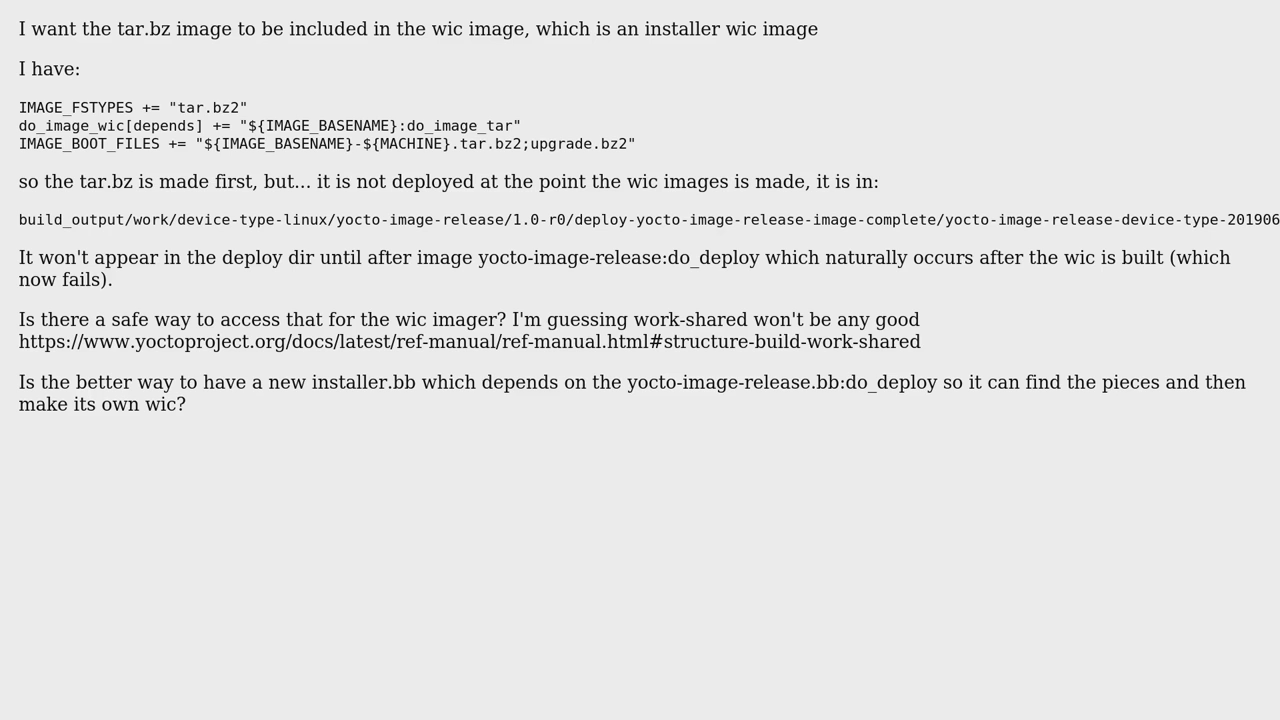 I want the tar.bz image to be included in the wic image, which is an installer wic image
I have:
IMAGE_FSTYPES += "tar.bz2"
do_image_wic[depends] += "${IMAGE_BASENAME}:do_image_tar"
IMAGE_BOOT_FILES += "${IMAGE_BASENAME}-${MACHINE}.tar.bz2;upgrade.bz2"
so the tar.bz is made first, but... it is not deployed at the point the wic images is made, it is in:
build_output/work/device-type-linux/yocto-image-release/1.0-r0/deploy-yocto-image-release-image-complete/yocto-image-release-device-type-201906
It won't appear in the deploy dir until after image yocto-image-release:do_deploy which naturally occurs after the wic is built (which
now fails).
Is there a safe way to access that for the wic imager? I'm guessing work-shared won't be any good
https://www.yoctoproject.org/docs/latest/ref-manual/ref-manual.html#structure-build-work-shared
Is the better way to have a new installer.bb which depends on the yocto-image-release.bb:do_deploy so it can find the pieces and then
make its own wic?